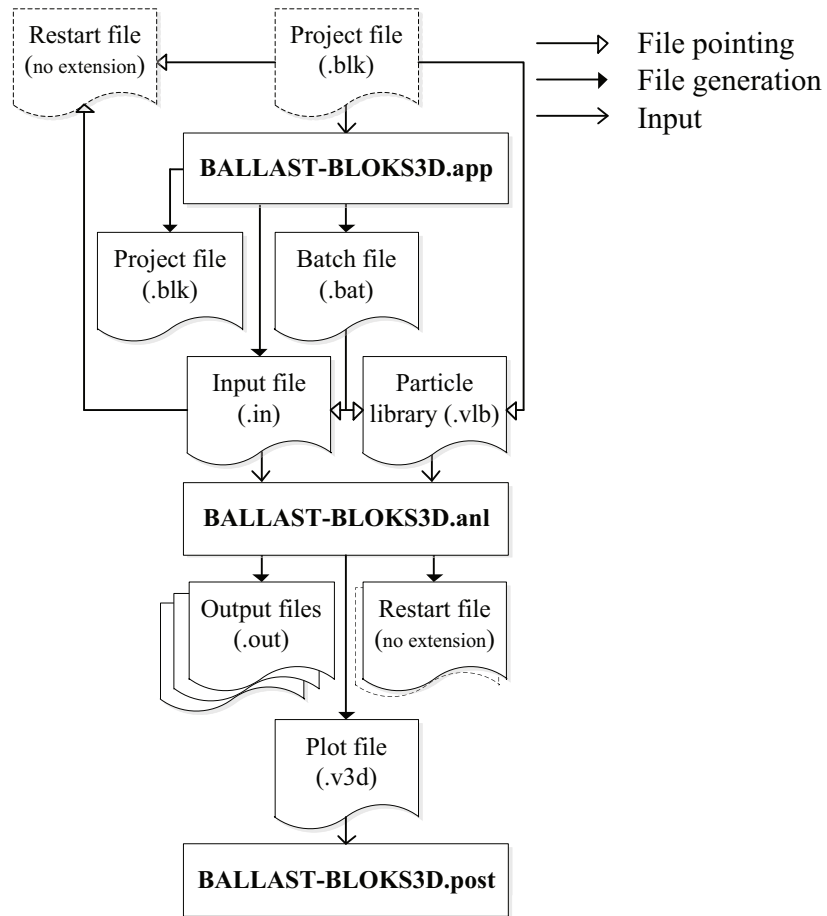 Restart file
(no extension)
Project file
(.blk)
File pointing
File generation
Input
BALLAST-BLOKS3D.app
Project file
(.blk)
Batch file
(.bat)
Input file
(.in)
Particle
library (.vlb)
BALLAST-BLOKS3D.anl
Output files
(.out)
Restart file
(no extension)
Plot file
(.v3d)
BALLAST-BLOKS3D.post